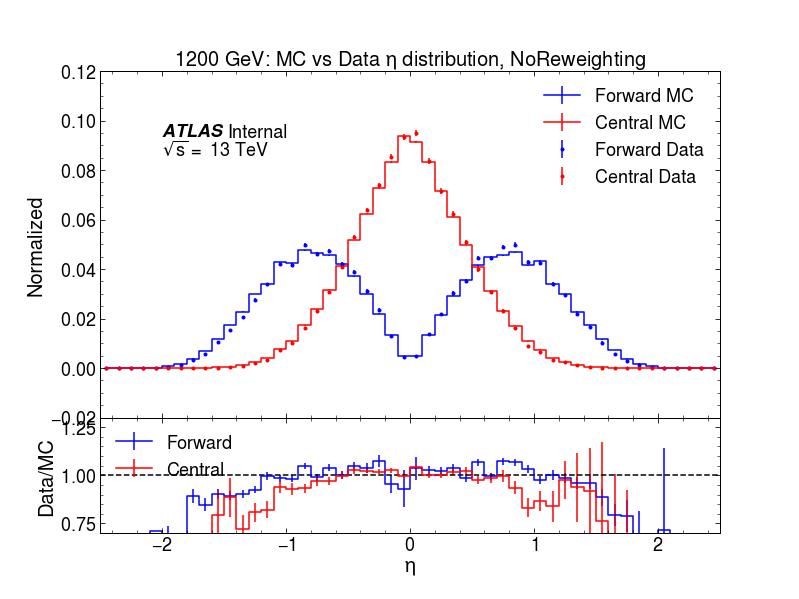 1200 GeV: MC vs Data η distribution, NoReweighting
0.12
0.10
0.08
0.06
0.04
0.02
0.00
−0.02
Normalized
ATLAS Internal
√s = 13 TeV
Forward MC
Central MC
Forward Data
Central Data
1.25
1.00
0.75
Data/MC
Forward
Central
−2
−1
0
1
2
η